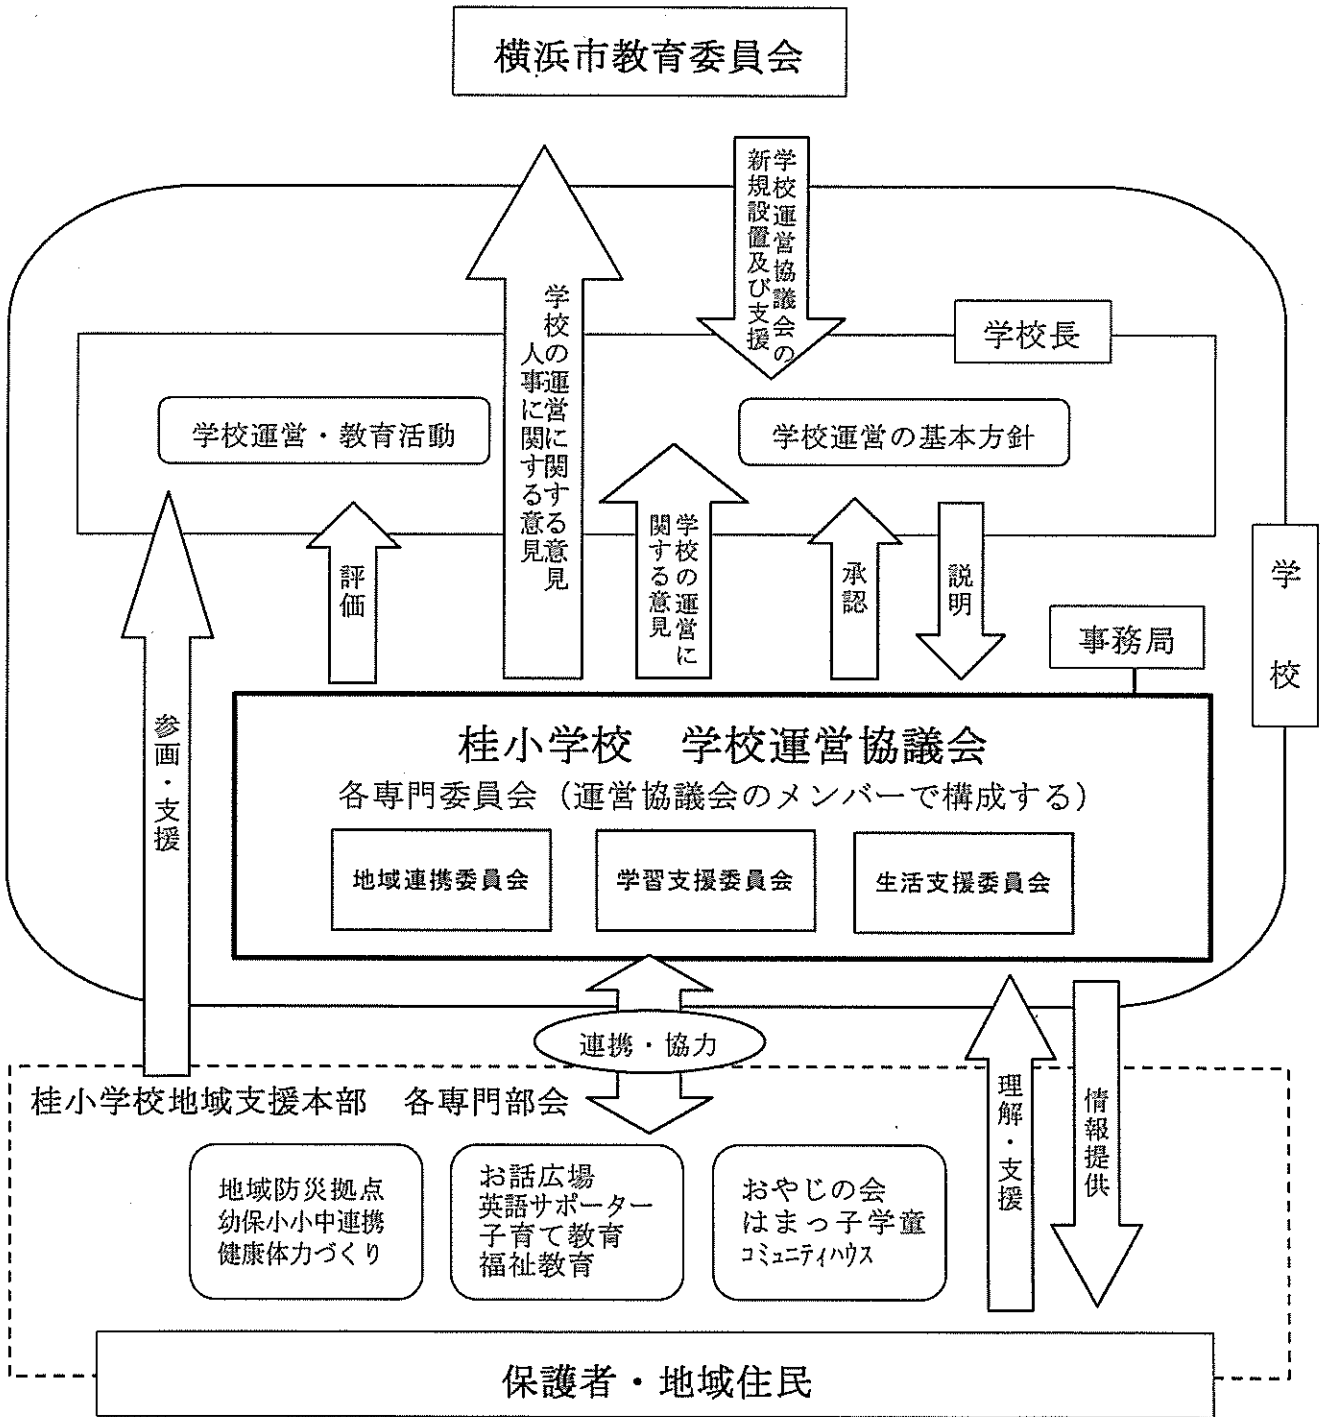 横浜市教育委員会
学校運営協議会の
新規設置及び支援
学校の運営に関する意見
人事に関する意見
学校長
学校運営・教育活動
学校運営の基本方針
評価
学校の運営に
関する意見
承認
説明
学校
事務局
参画・支援
桂小学校 学校運営協議会
各専門委員会（運営協議会のメンバーで構成する）
地域連携委員会
学習支援委員会
生活支援委員会
連携・協力
理解・支援
情報提供
桂小学校地域支援本部 各専門部会
地域防災拠点
幼保小小中連携
健康体力づくり
お話広場
英語サポーター
子育て教育
福祉教育
おやじの会
はまっ子学童
コミュニティハウス
保護者・地域住民